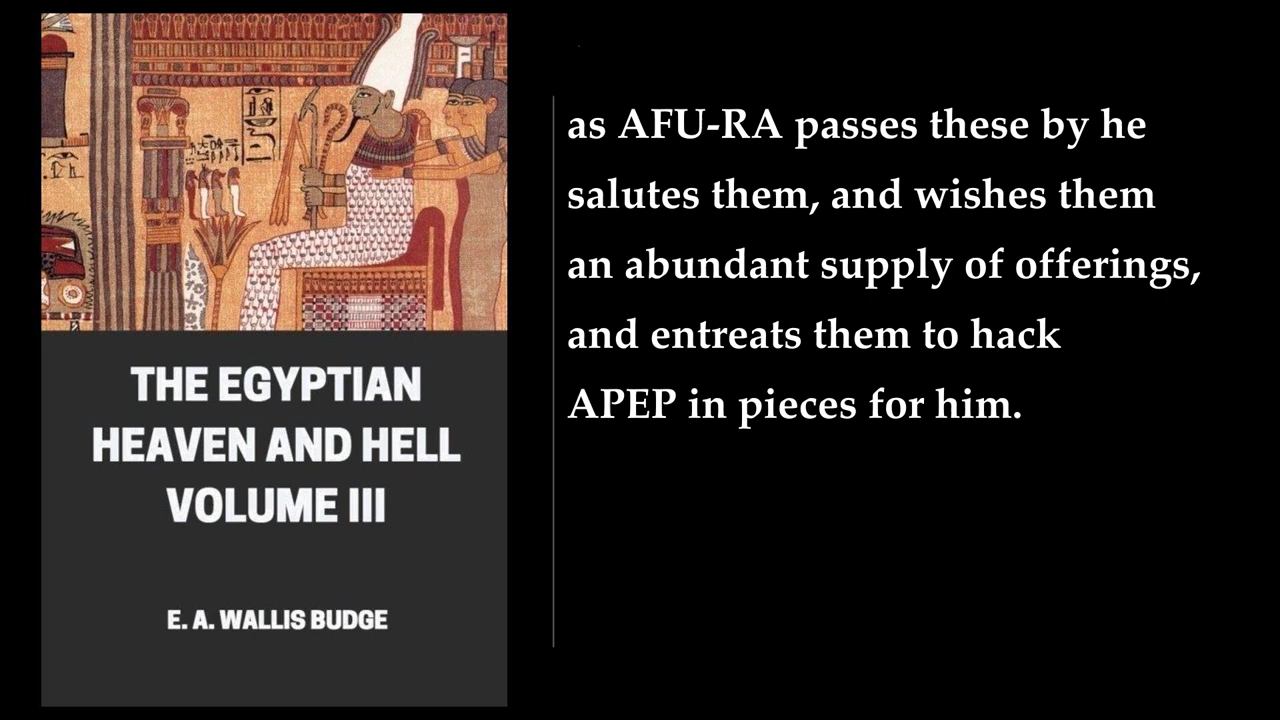 THE EGYPTIAN
HEAVEN AND HELL
VOLUME III
E. A. WALLIS BUDGE
as AFU-RA passes these by he
salutes them, and wishes them
an abundant supply of offerings,
and entreats them to hack
APEP in pieces for him.